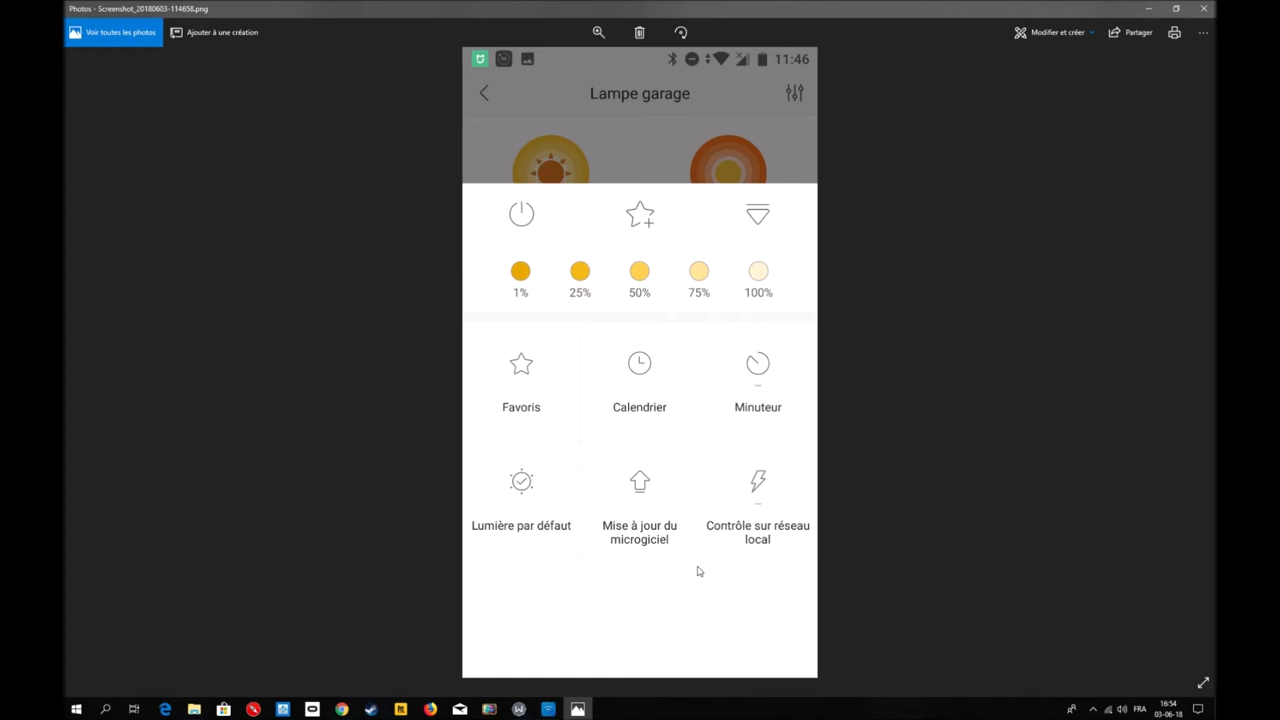 Photos - Screenshot_20180603-114658.png
Voir toutes les photos
Ajouter à une création
Modifier et créer
Partager
11:46
Lampe garage
1%
25%
50%
75%
100%
Favoris
Calendrier
Minuteur
Lumière par défaut
Mise à jour du
microgiciel
Contrôle sur réseau
local
FRA
16:54
03-06-18